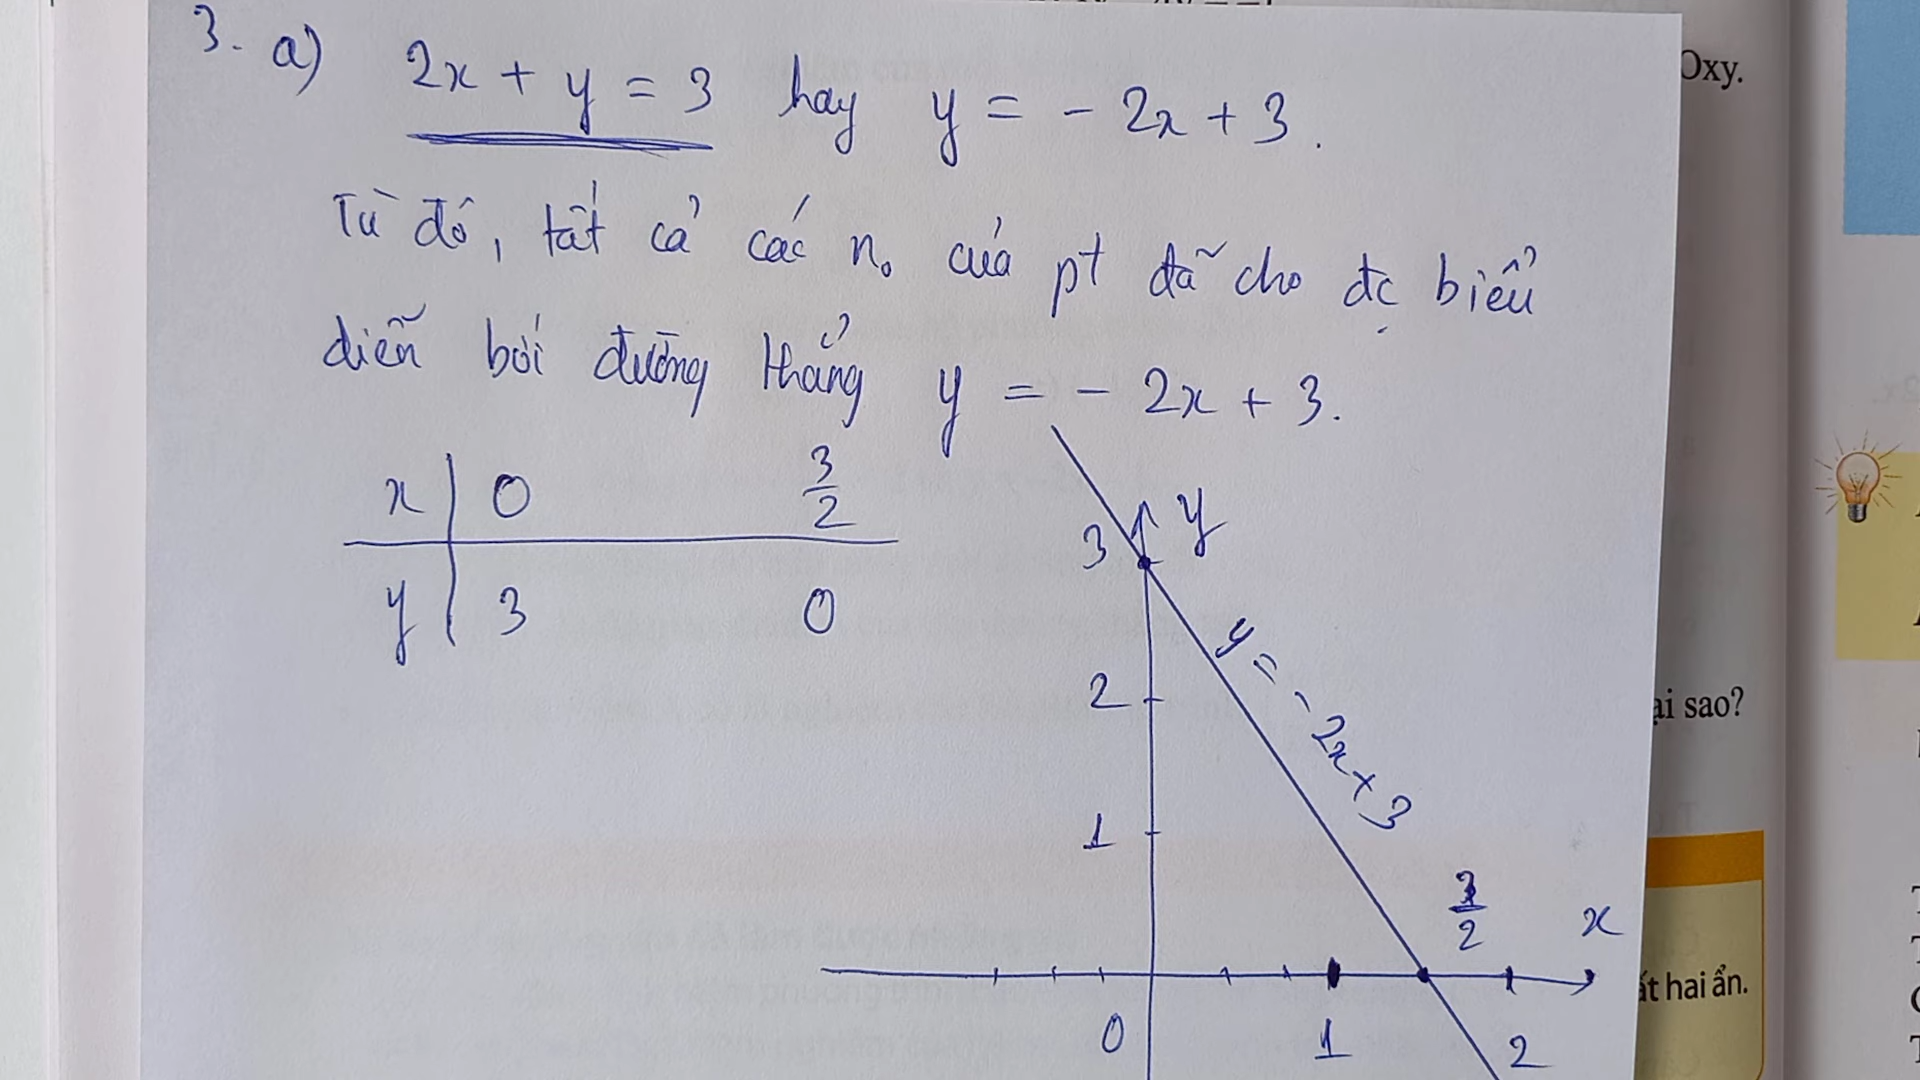 Oxy.
3. a) 2x + y = 3 hay y = - 2x + 3.
Từ đó, tất cả các n₀ của pt đã cho đc biểu
diễn bởi đường thẳng y = - 2x + 3.
x | 0 3/2
y | 3 0
y
3
2
1
y = - 2x + 3
3/2
x
0 1 2
ại sao?
ất hai ẩn.